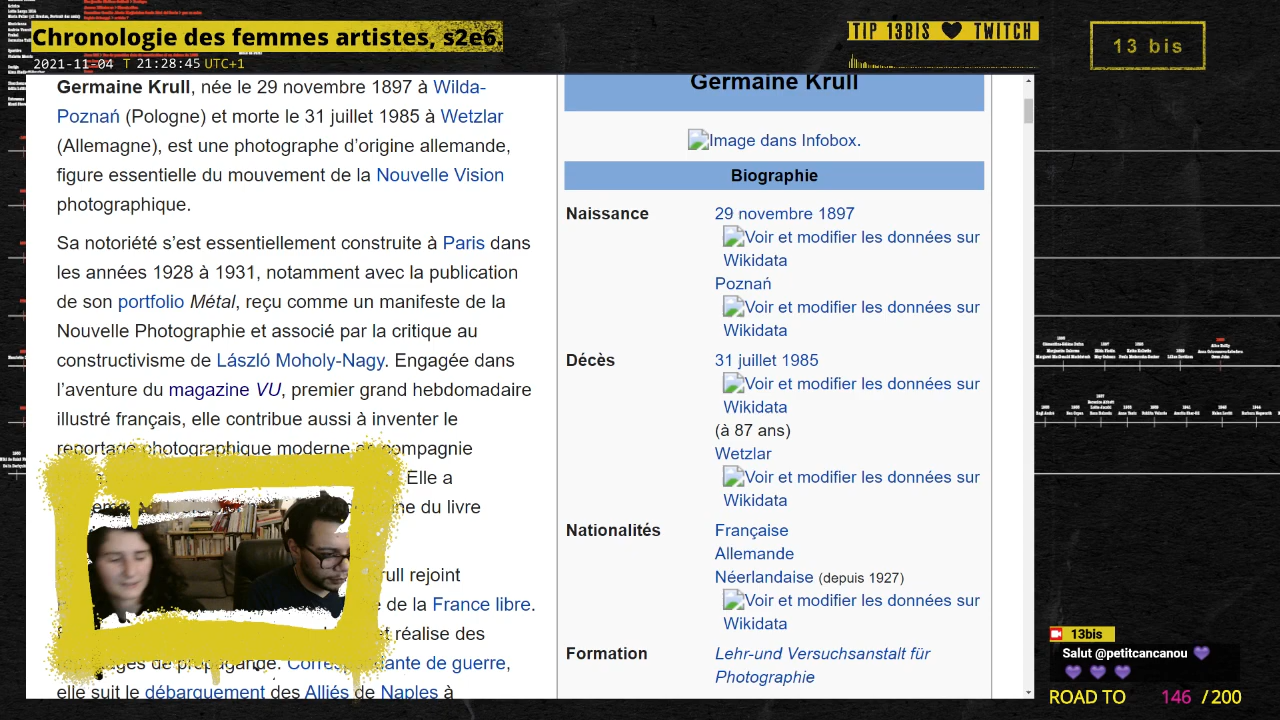 Chronologie des femmes artistes, s2e6
2021-11-04 T 21:28:45 UTC+1
TIP 13BIS TWITCH
13 bis
Germaine Krull, née le 29 novembre 1897 à Wilda-
Poznań (Pologne) et morte le 31 juillet 1985 à Wetzlar
(Allemagne), est une photographe d'origine allemande,
figure essentielle du mouvement de la Nouvelle Vision
photographique.
Sa notoriété s'est essentiellement construite à Paris dans
les années 1928 à 1931, notamment avec la publication
de son portfolio Métal, reçu comme un manifeste de la
Nouvelle Photographie et associé par la critique au
constructivisme de László Moholy-Nagy. Engagée dans
l'aventure du magazine VU, premier grand hebdomadaire
illustré français, elle contribue aussi à inventer le
reportage photographique moderne en compagnie
Elle a
du livre
Krull rejoint
de la France libre.
et réalise des
reportages de propagande. Correspondante de guerre,
elle suit le débarquement des Alliés de Naples à
Germaine Krull
Image dans Infobox.
Biographie
Naissance
29 novembre 1897
Voir et modifier les données sur
Wikidata
Poznań
Voir et modifier les données sur
Wikidata
Décès
31 juillet 1985
Voir et modifier les données sur
Wikidata
(à 87 ans)
Wetzlar
Voir et modifier les données sur
Wikidata
Nationalités
Française
Allemande
Néerlandaise (depuis 1927)
Voir et modifier les données sur
Wikidata
Formation
Lehr-und Versuchsanstalt für
Photographie
13bis
Salut @petitcancanou
ROAD TO 146 / 200